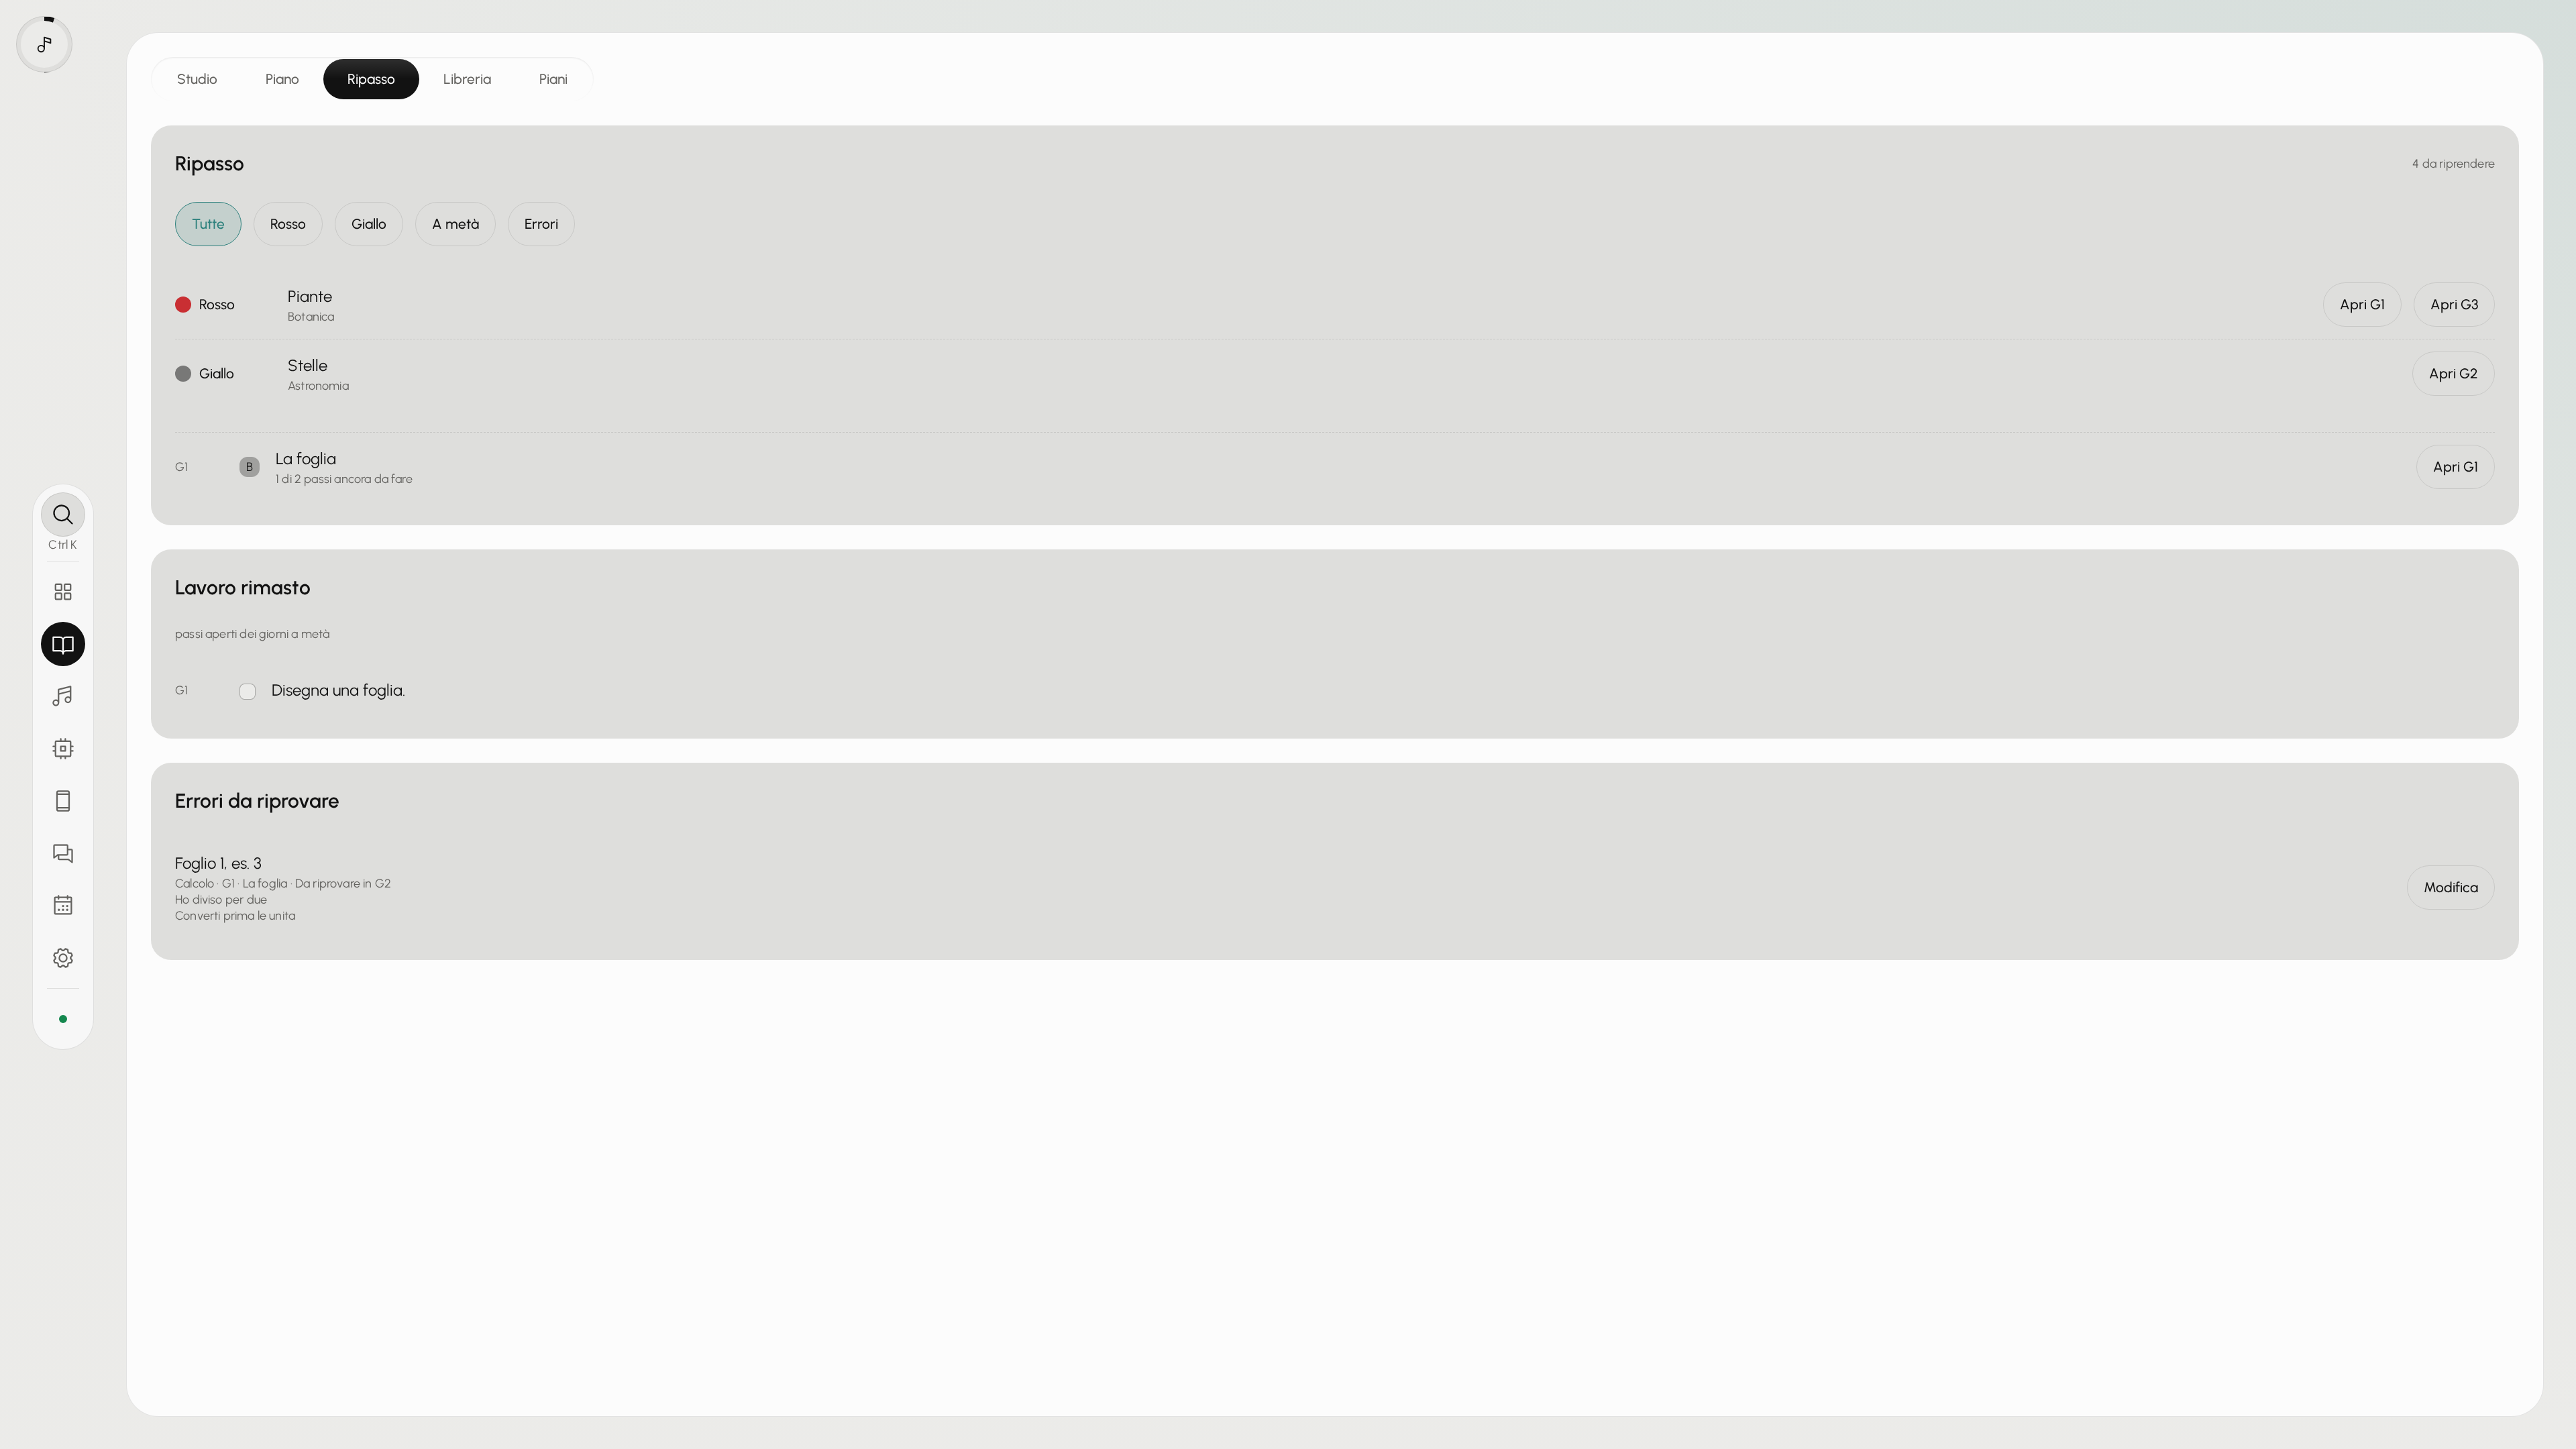 Studio Piano Ripasso Libreria Piani
Ripasso
4 da riprendere
Tutte Rosso Giallo A metà Errori
Rosso
Piante
Botanica
Apri G1 Apri G3
Giallo
Stelle
Astronomia
Apri G2
G1
B
La foglia
1 di 2 passi ancora da fare
Apri G1
Ctrl K
Lavoro rimasto
passi aperti dei giorni a metà
G1
Disegna una foglia.
Errori da riprovare
Foglio 1, es. 3
Calcolo · G1 · La foglia · Da riprovare in G2
Ho diviso per due
Converti prima le unita
Modifica